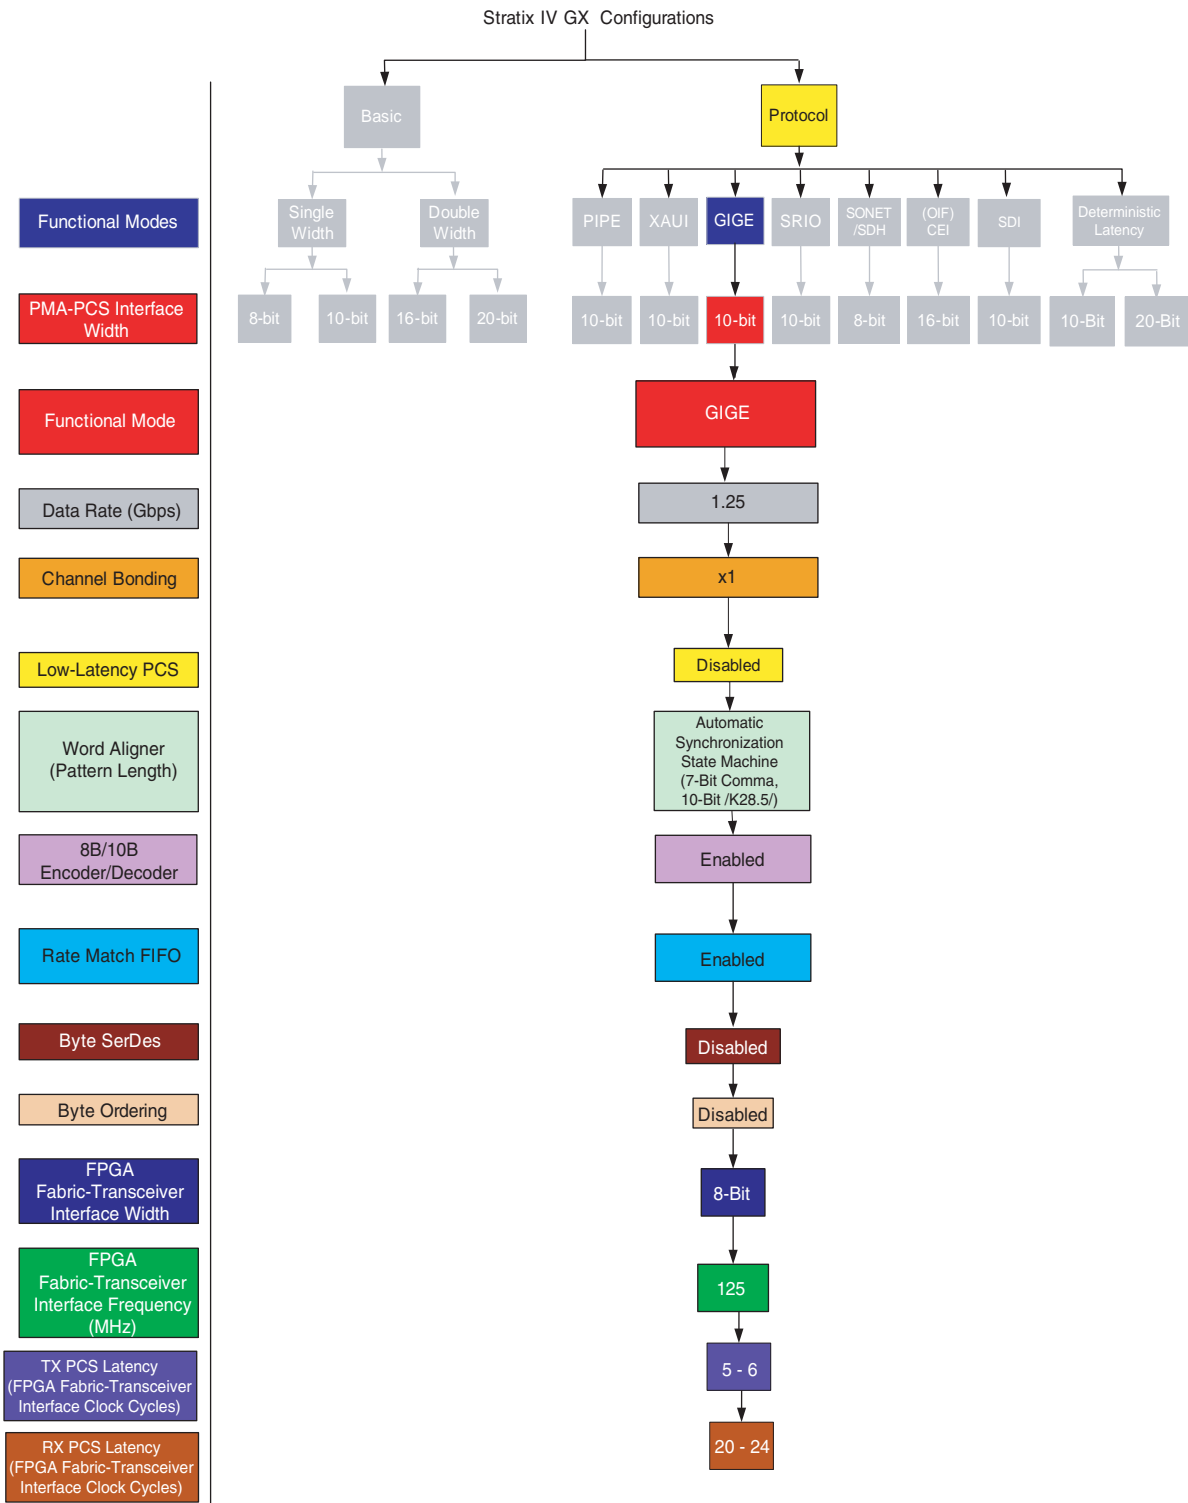 Stratix IV GX Configurations
Basic
Protocol
Functional Modes
Single
Width
Double
Width
PIPE
XAUI
GIGE
SRIO
SONET
/SDH
(OIF)
CEI
SDI
Deterministic
Latency
PMA-PCS Interface
Width
8-bit
10-bit
16-bit
20-bit
10-bit
10-bit
10-bit
10-bit
8-bit
16-bit
10-bit
10-Bit
20-Bit
Functional Mode
GIGE
Data Rate (Gbps)
1.25
Channel Bonding
x1
Low-Latency PCS
Disabled
Word Aligner
(Pattern Length)
Automatic
Synchronization
State Machine
(7-Bit Comma,
10-Bit /K28.5/)
8B/10B
Encoder/Decoder
Enabled
Rate Match FIFO
Enabled
Byte SerDes
Disabled
Byte Ordering
Disabled
FPGA
Fabric-Transceiver
Interface Width
8-Bit
FPGA
Fabric-Transceiver
Interface Frequency
(MHz)
125
TX PCS Latency
(FPGA Fabric-Transceiver
Interface Clock Cycles)
5 - 6
RX PCS Latency
(FPGA Fabric-Transceiver
Interface Clock Cycles)
20 - 24